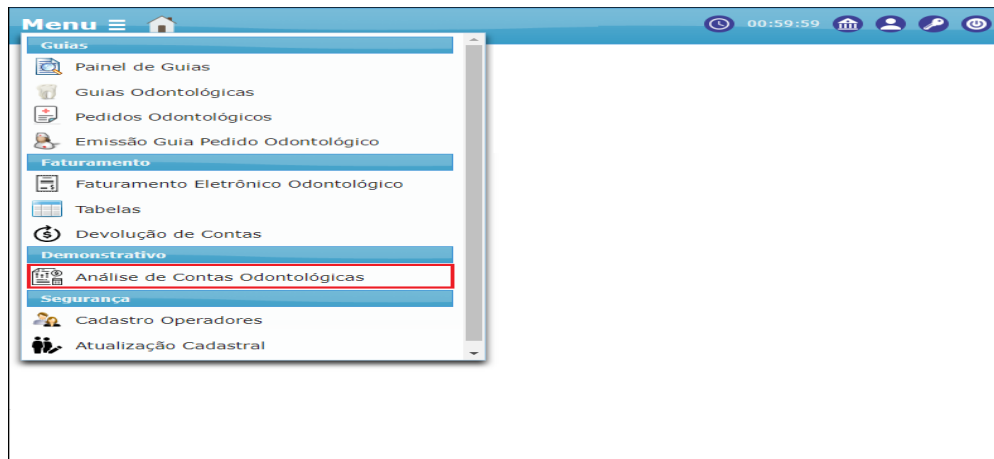 Menu
00:59:59
Guias
Painel de Guias
Guias Odontológicas
Pedidos Odontológicos
Emissão Guia Pedido Odontológico
Faturamento
Faturamento Eletrônico Odontológico
Tabelas
Devolução de Contas
Demonstrativo
Análise de Contas Odontológicas
Segurança
Cadastro Operadores
Atualização Cadastral